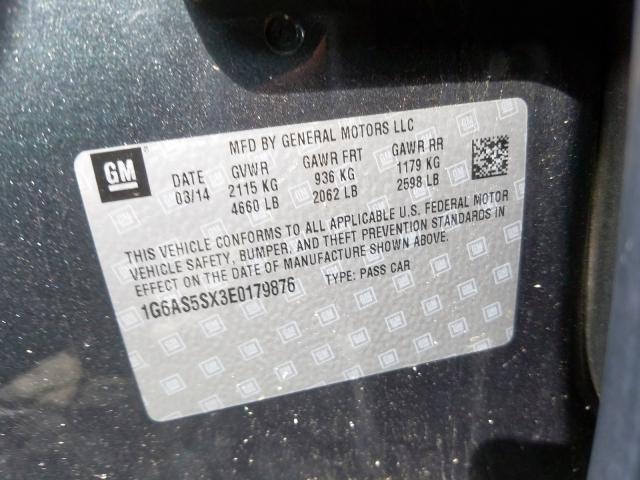 MFD BY GENERAL MOTORS LLC
GM
DATE GVWR GAWR FRT GAWR RR
03/14 2115 KG 936 KG 1179 KG
4660 LB 2062 LB 2598 LB
THIS VEHICLE CONFORMS TO ALL APPLICABLE U.S. FEDERAL MOTOR
VEHICLE SAFETY, BUMPER, AND THEFT PREVENTION STANDARDS IN
EFFECT ON THE DATE OF MANUFACTURE SHOWN ABOVE.
1G6AS5SX3E0179876 TYPE: PASS CAR